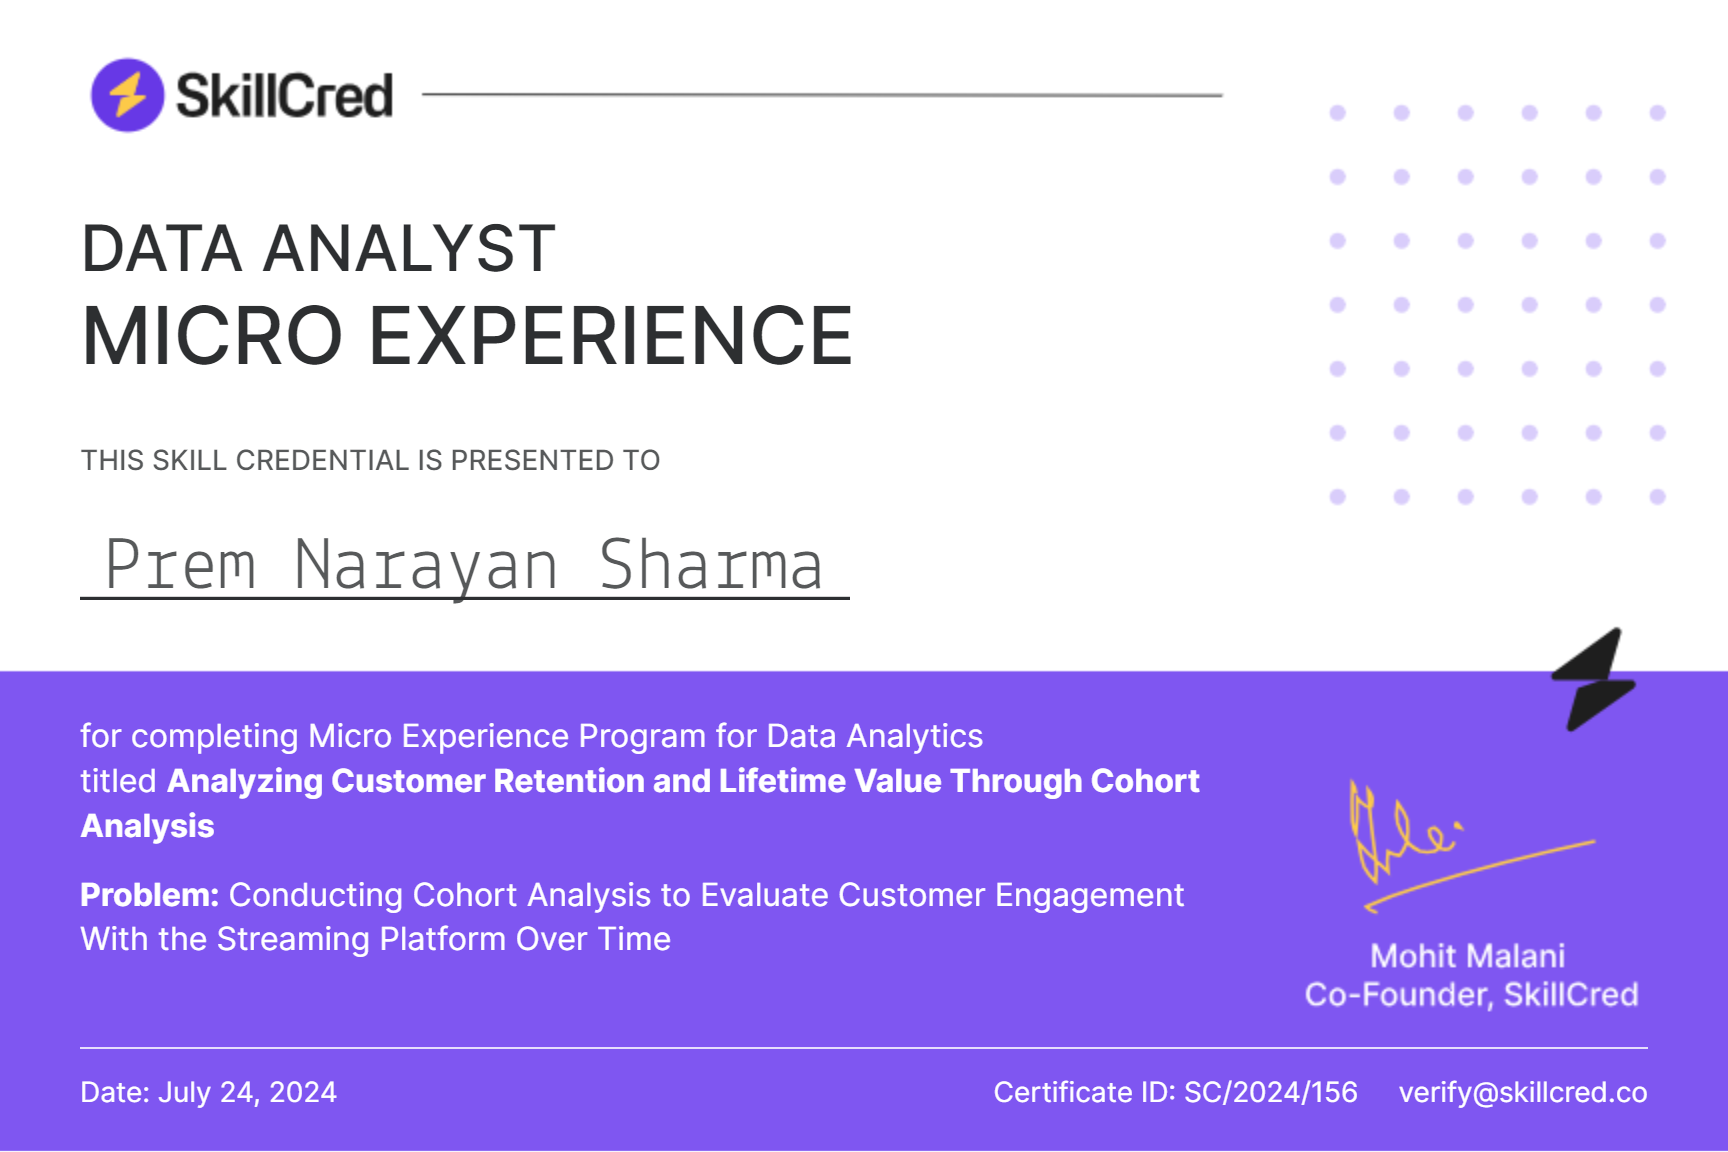 SkillCred
DATA ANALYST
MICRO EXPERIENCE
THIS SKILL CREDENTIAL IS PRESENTED TO
Prem Narayan Sharma
for completing Micro Experience Program for Data Analytics
titled Analyzing Customer Retention and Lifetime Value Through Cohort
Analysis
Problem: Conducting Cohort Analysis to Evaluate Customer Engagement
With the Streaming Platform Over Time
Mohit Malani
Co-Founder, SkillCred
Date: July 24, 2024
Certificate ID: SC/2024/156
verify@skillcred.co